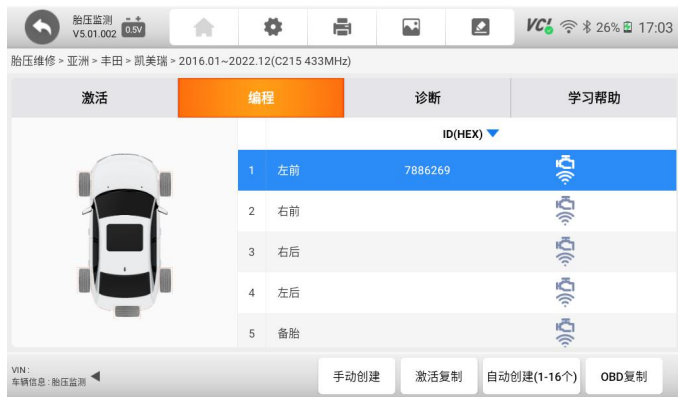 胎压监测
V5.01.002 - + 0.5V
VCI 26% 17:03
胎压维修 > 亚洲 > 丰田 > 凯美瑞 > 2016.01~2022.12(C215 433MHz)
激活 编程 诊断 学习帮助
ID(HEX)
1 左前 7886269
2 右前
3 右后
4 左后
5 备胎
VIN :
车辆信息 : 胎压监测
手动创建 激活复制 自动创建(1-16个) OBD复制